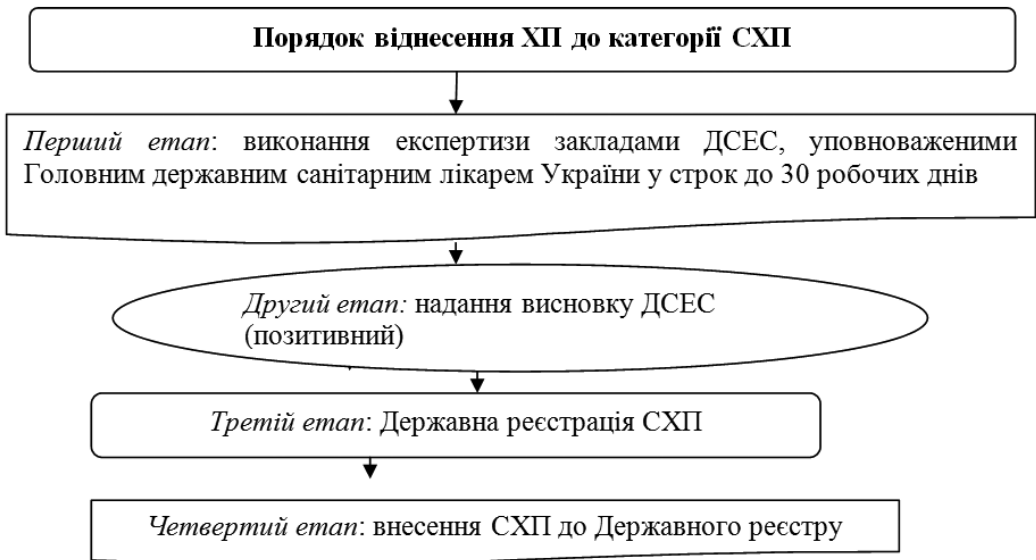 Порядок віднесення ХП до категорії СХП
Перший етап: виконання експертизи закладами ДСЕС, уповноваженими
Головним державним санітарним лікарем України у строк до 30 робочих днів
Другий етап: надання висновку ДСЕС
(позитивний)
Третій етап: Державна реєстрація СХП
Четвертий етап: внесення СХП до Державного реєстру